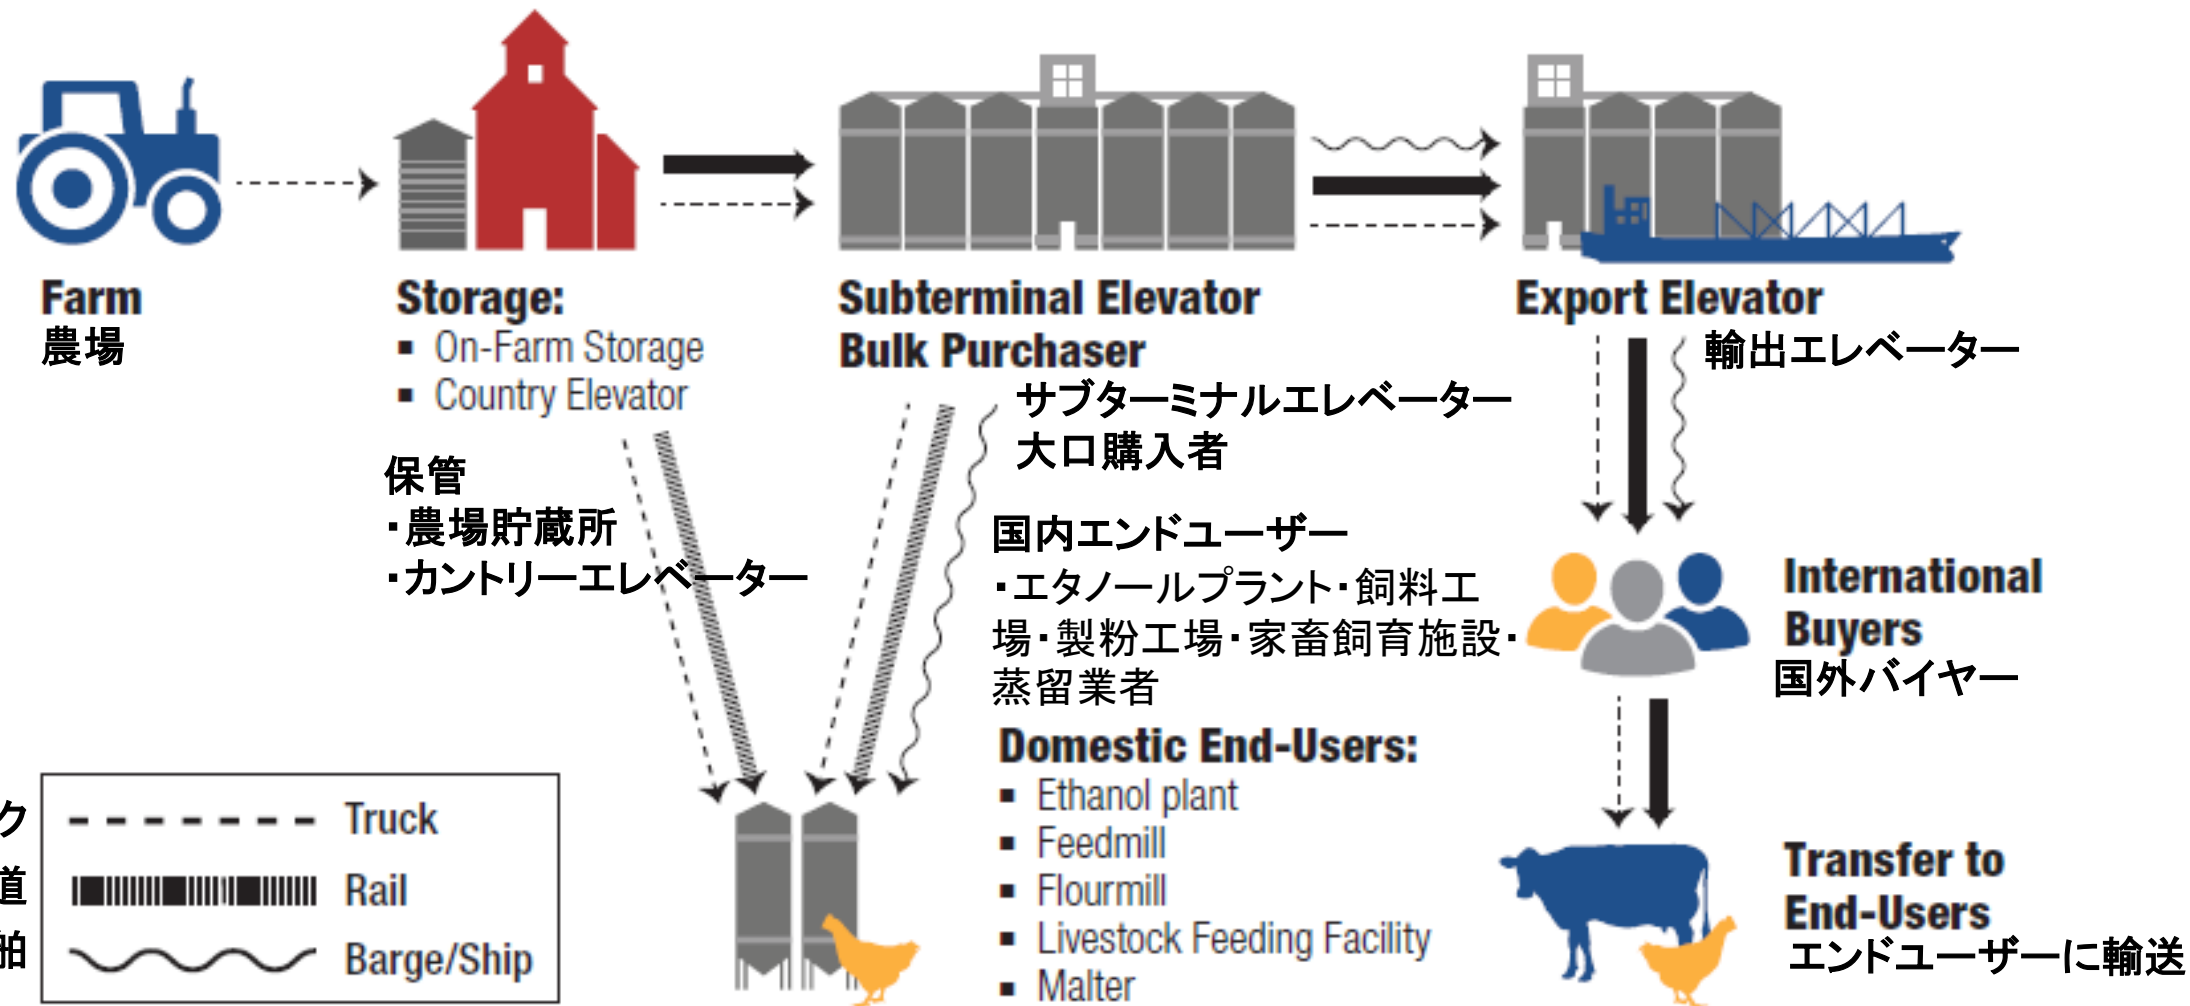 Farm
農場
Storage:
▪ On-Farm Storage
▪ Country Elevator
保管
・農場貯蔵所
・カントリーエレベーター
Subterminal Elevator
Bulk Purchaser
サブターミナルエレベーター
大口購入者
Export Elevator
輸出エレベーター
国内エンドユーザー
・エタノールプラント・飼料工
場・製粉工場・家畜飼育施設・
蒸留業者
Domestic End-Users:
▪ Ethanol plant
▪ Feedmill
▪ Flourmill
▪ Livestock Feeding Facility
▪ Malter
International
Buyers
国外バイヤー
Transfer to
End-Users
エンドユーザーに輸送
ク Truck
道 Rail
舶 Barge/Ship